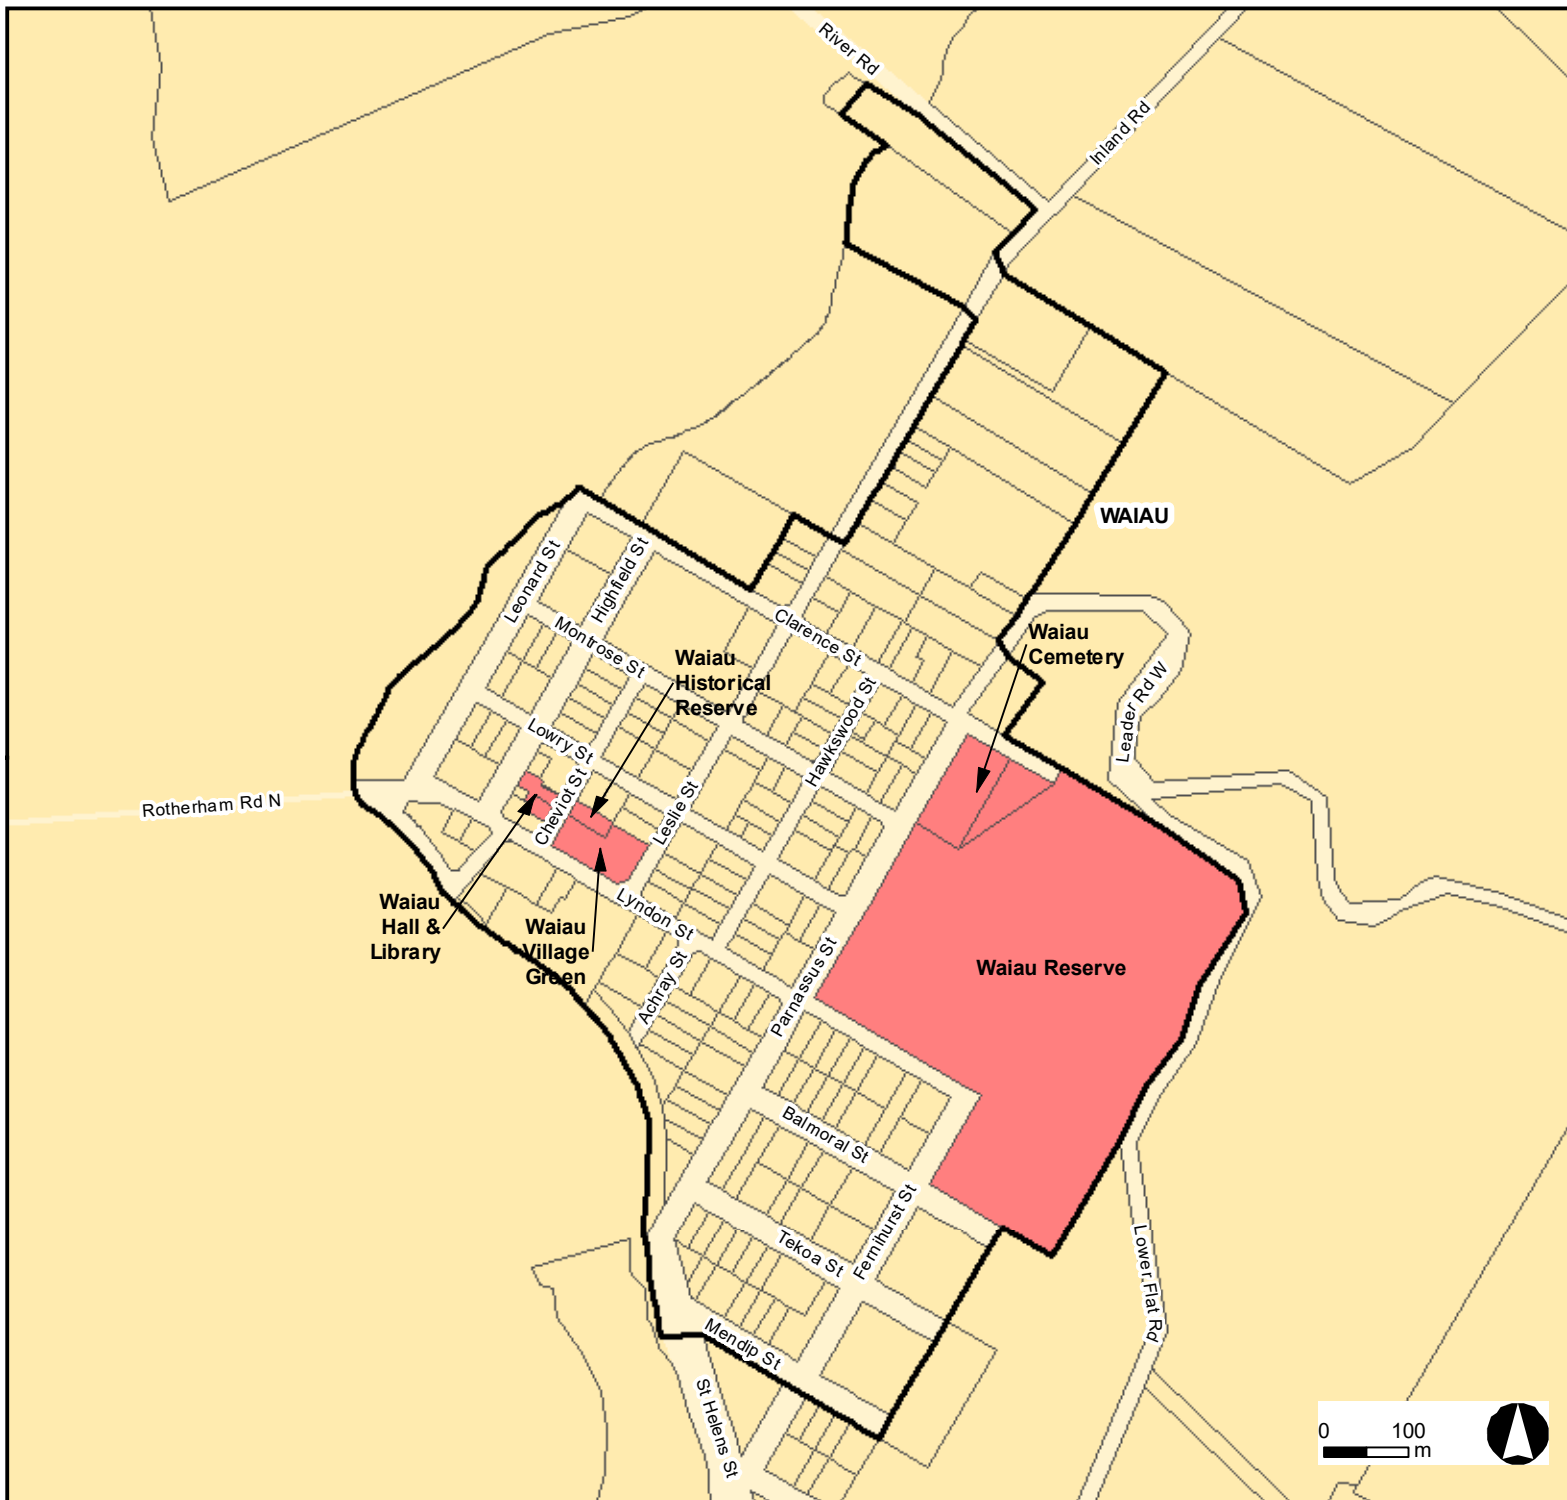 River Rd
Inland Rd
WAIAU
Leonard St
Highfield St
Montrose St
Clarence St
Waiau
Cemetery
Waiau
Historical
Reserve
Hawkswood St
Leader Rd W
Lowry St
Cheviot St
Leslie St
Rotherham Rd N
Waiau
Hall &
Library
Waiau
Village
Green
Lyndon St
Achray St
Parnassus St
Waiau Reserve
Balmoral St
Fernihurst St
Tekoa St
Lower Flat Rd
Mendip St
St Helens St
0 100
m